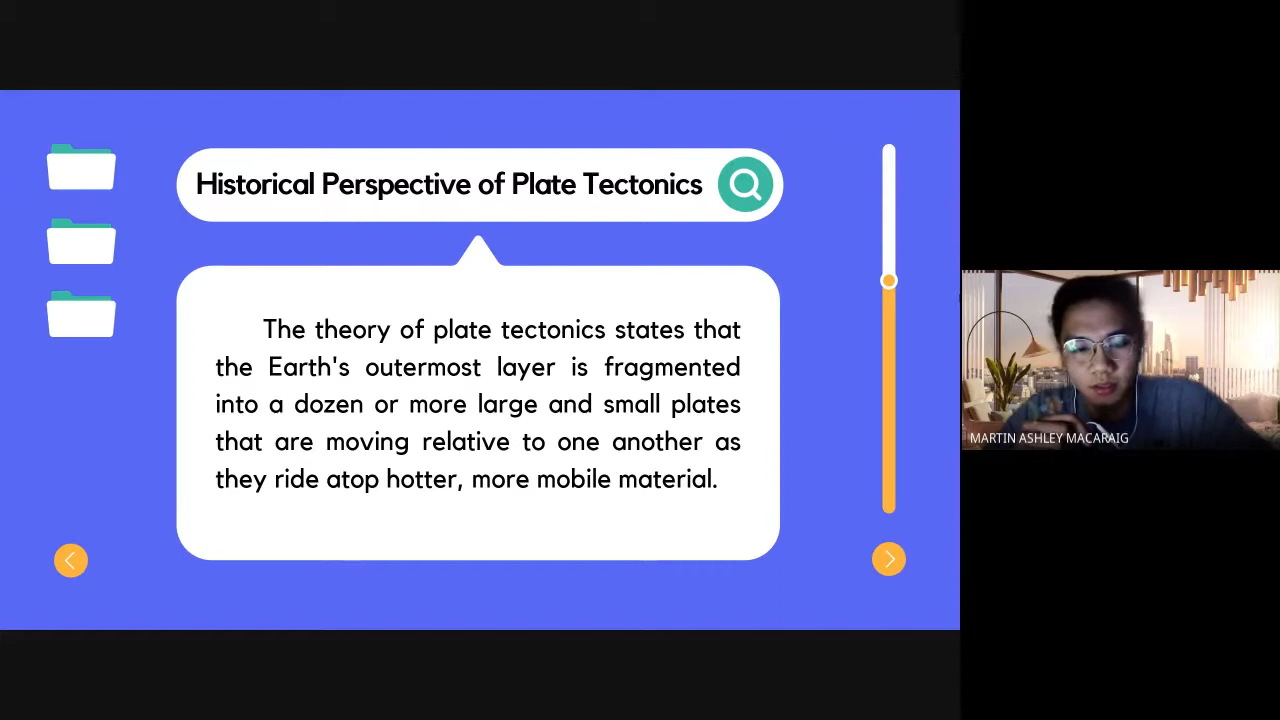 Historical Perspective of Plate Tectonics
The theory of plate tectonics states that
the Earth's outermost layer is fragmented
into a dozen or more large and small plates
that are moving relative to one another as
they ride atop hotter, more mobile material.
MARTIN ASHLEY MACARAIG